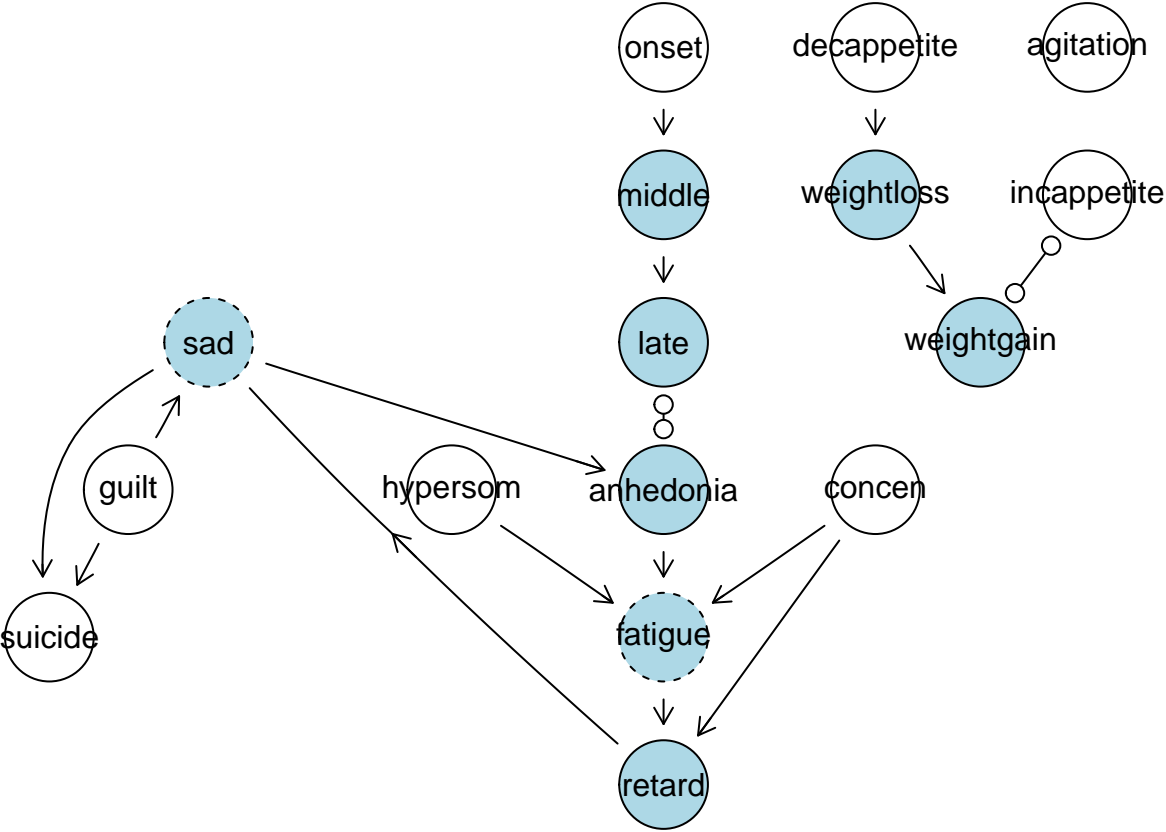 onset
decappetite
agitation
middle
weightloss
incappetite
sad
late
weightgain
guilt
hypersom
anhedonia
concen
suicide
fatigue
retard